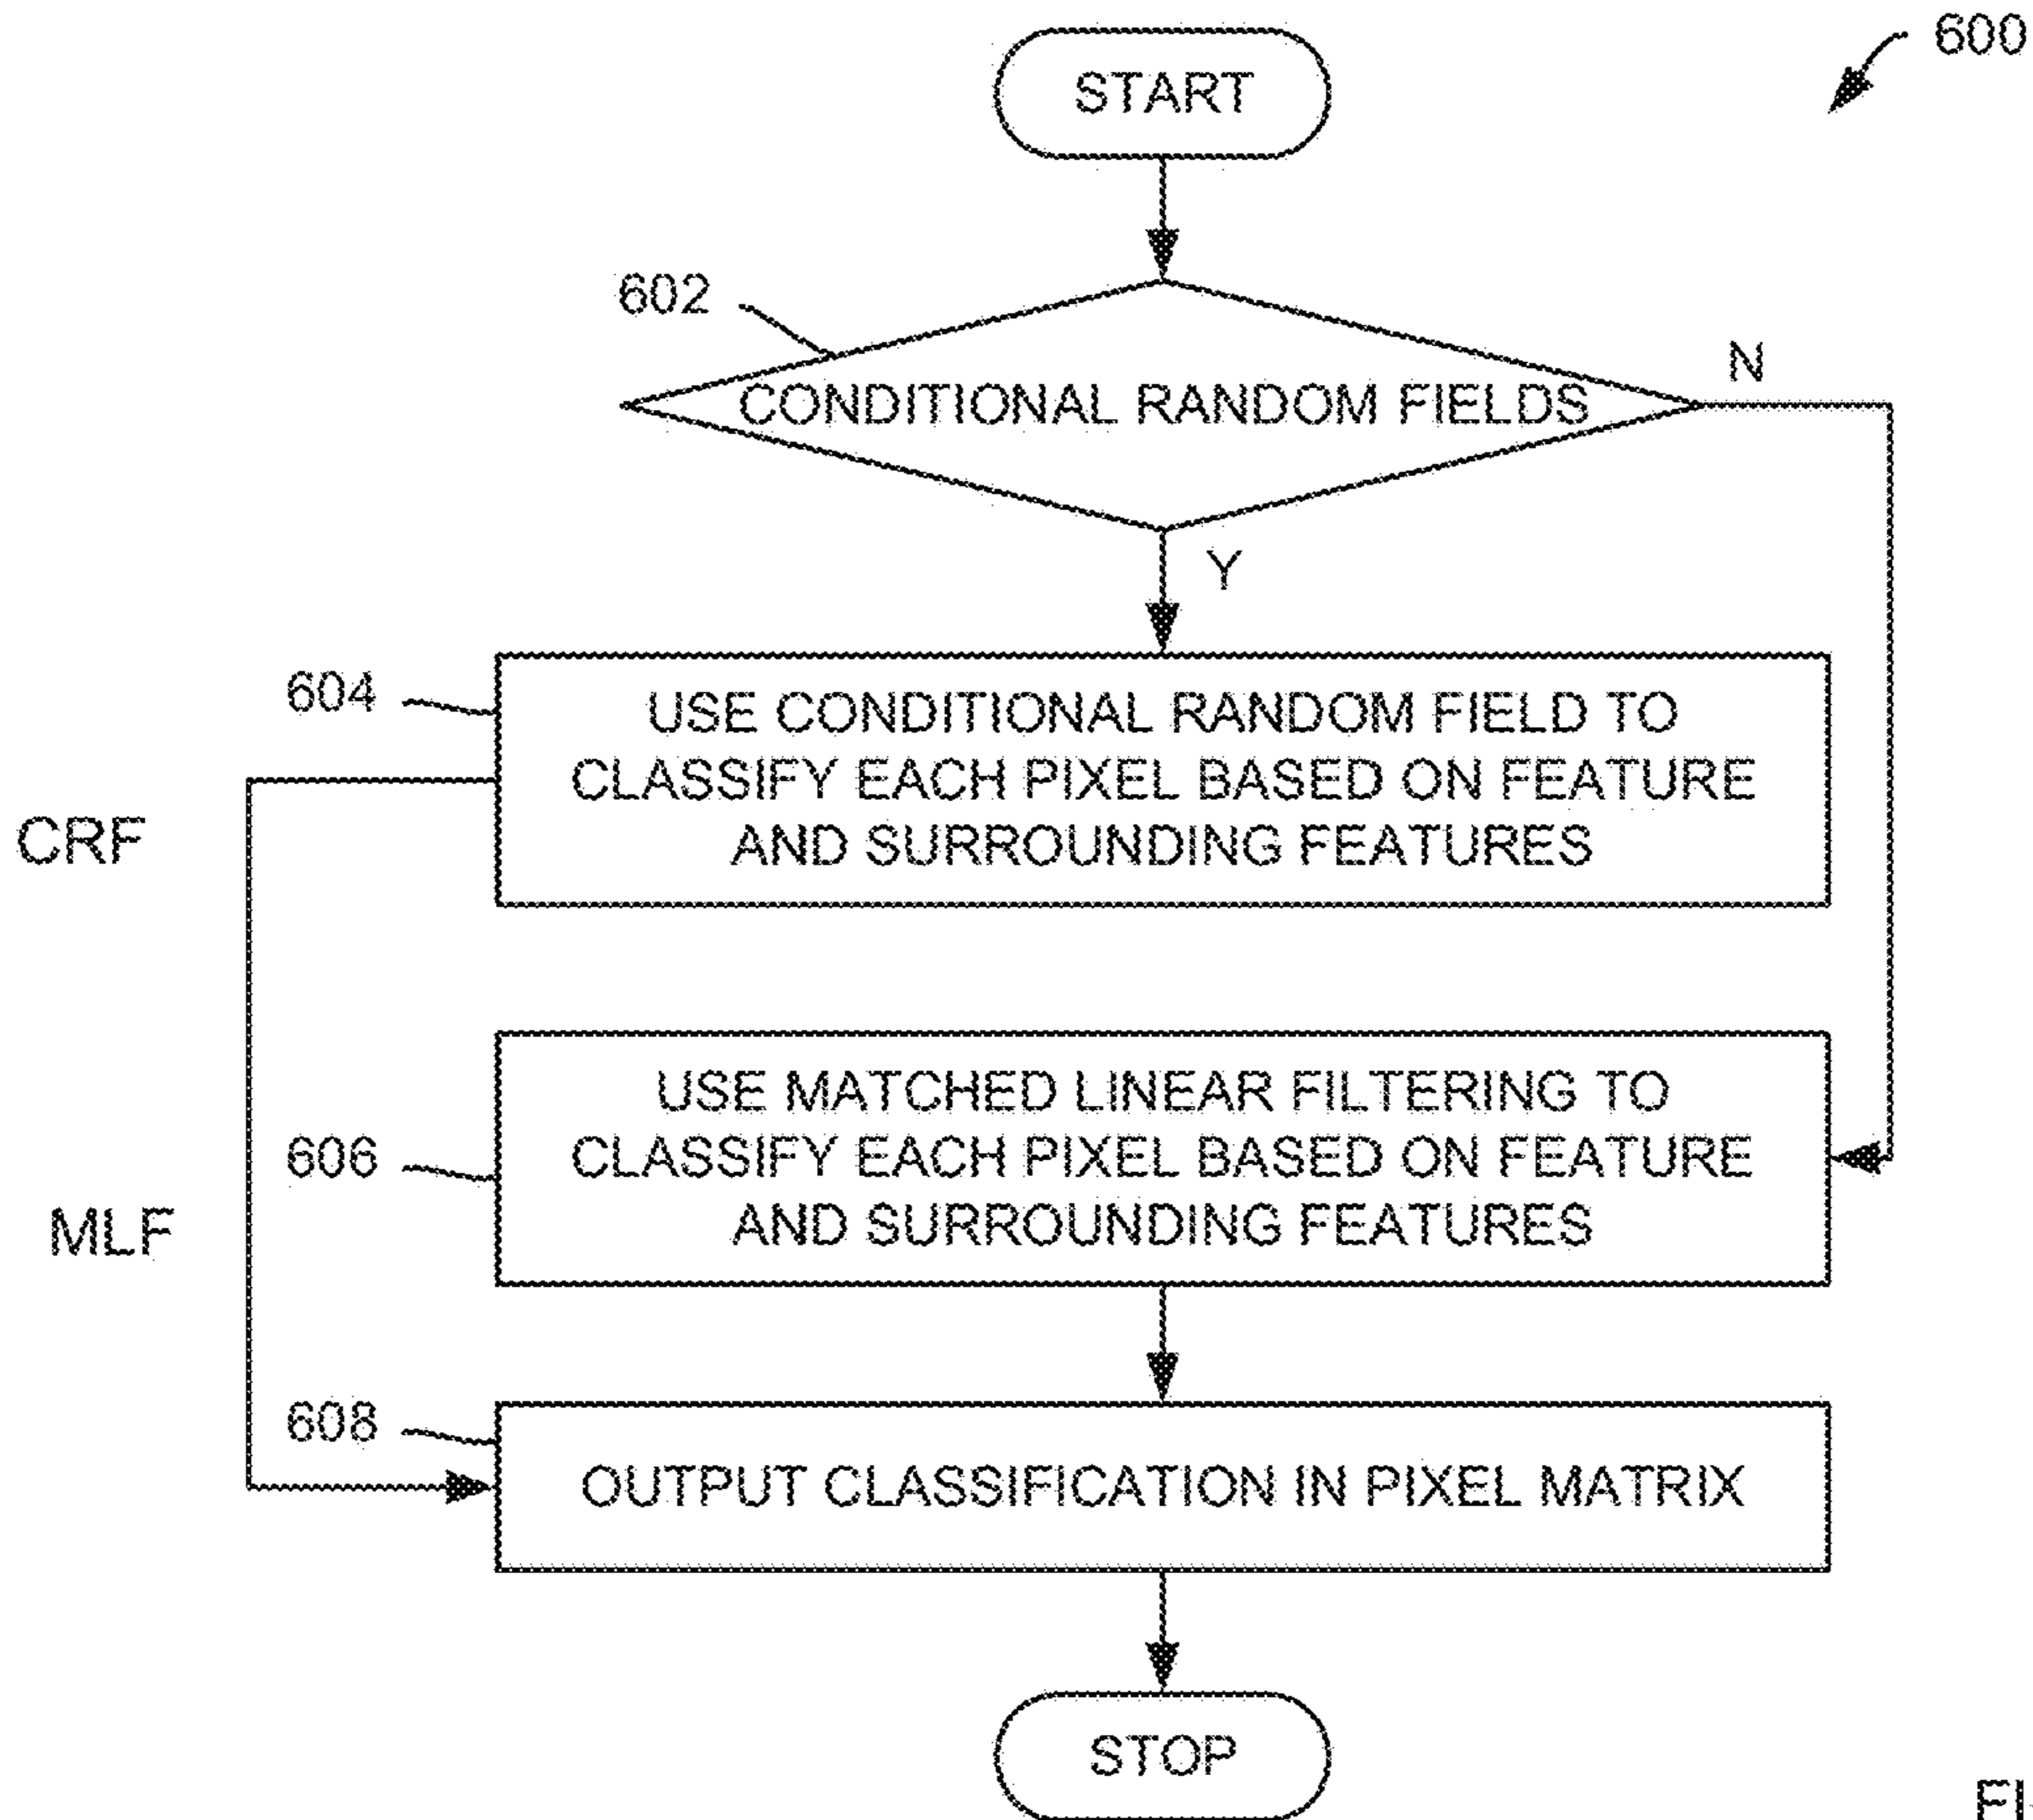 600
START
602
CONDITIONAL RANDOM FIELDS
N
Y
604
USE CONDITIONAL RANDOM FIELD TO
CLASSIFY EACH PIXEL BASED ON FEATURE
AND SURROUNDING FEATURES
CRF
606
USE MATCHED LINEAR FILTERING TO
CLASSIFY EACH PIXEL BASED ON FEATURE
AND SURROUNDING FEATURES
MLF
608
OUTPUT CLASSIFICATION IN PIXEL MATRIX
STOP